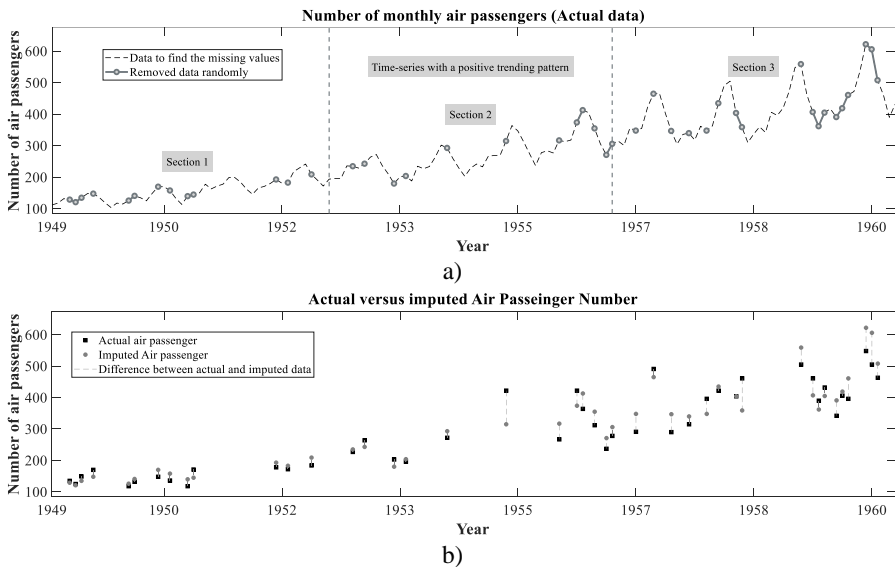 Number of monthly air passengers (Actual data)
Number of air passengers
600
500
400
300
200
100
Data to find the missing values
Removed data randomly
Time-series with a positive trending pattern
Section 1
Section 2
Section 3
1949 1950 1952 1953 1955 1957 1958 1960
Year
a)
Actual versus imputed Air Passeinger Number
Number of air passengers
600
500
400
300
200
100
Actual air passenger
Imputed Air passenger
Difference between actual and imputed data
1949 1950 1952 1953 1955 1957 1958 1960
Year
b)